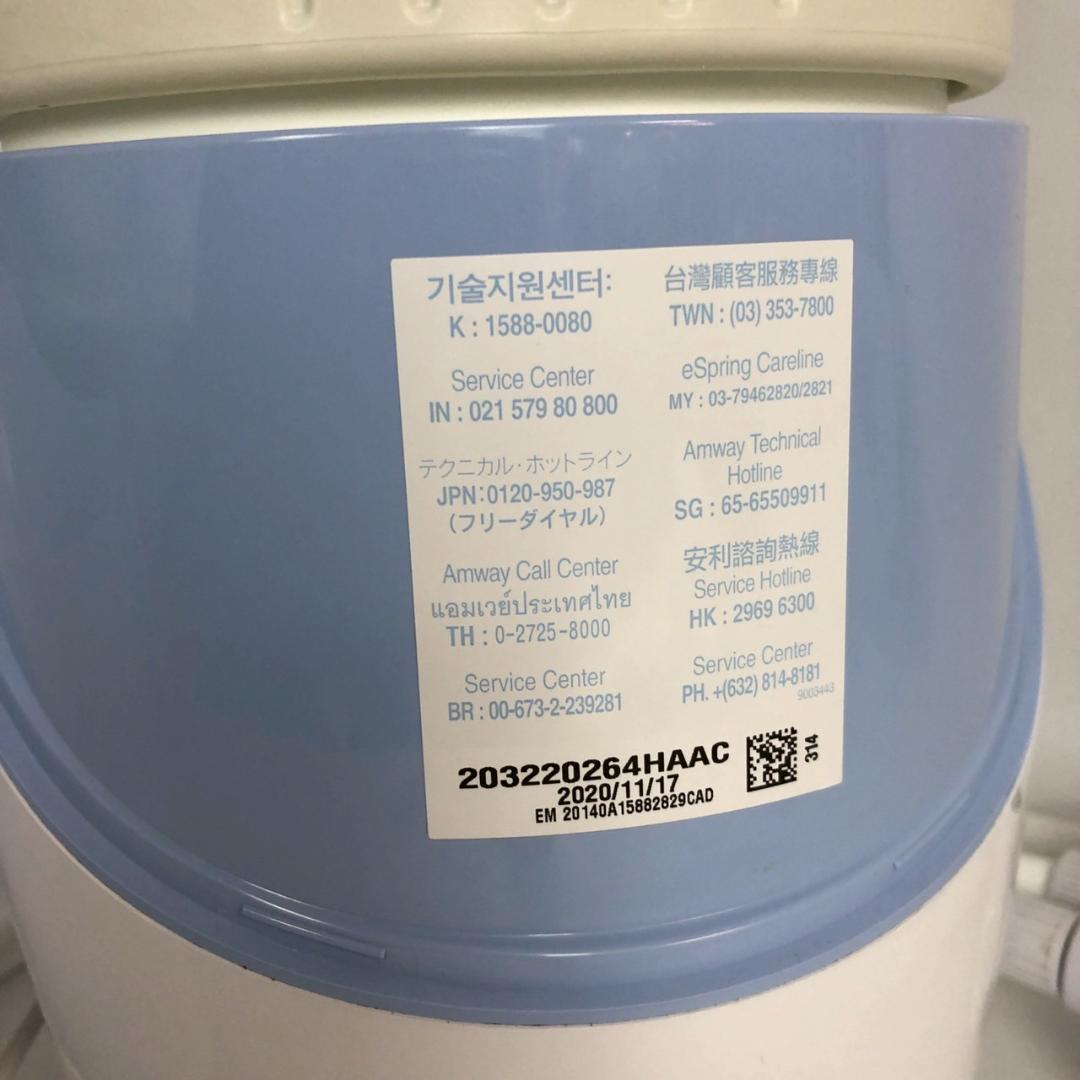 기술지원센터:
K : 1588-0080
Service Center
IN : 021 579 80 800
テクニカル・ホットライン
JPN:0120-950-987
(フリーダイヤル)
Amway Call Center
แอมเวย์ประเทศไทย
TH : 0-2725-8000
Service Center
BR : 00-673-2-239281
台灣顧客服務專線
TWN : (03) 353-7800
eSpring Careline
MY : 03-79462820/2821
Amway Technical
Hotline
SG : 65-65509911
安利諮詢熱線
Service Hotline
HK : 2969 6300
Service Center
PH. +(632) 814-8181
9003443
203220264HAAC
2020/11/17
EM 20140A15882829CAD
314